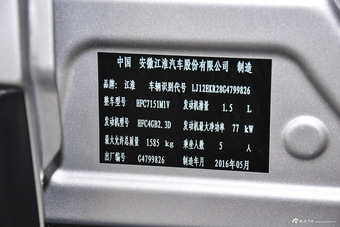 中国 安徽江淮汽车股份有限公司 制造
品牌: 江淮 车辆识别代号 LJ12EKR28G4799826
整车型号 HFC7151M1V 发动机排量 1.5 L
发动机型号 HFC4GB2.3D 发动机最大净功率 77 kW
最大允许总质量 1585 kg 乘坐人数 5 人
出厂编号 G4799826 制造年月 2016年05月